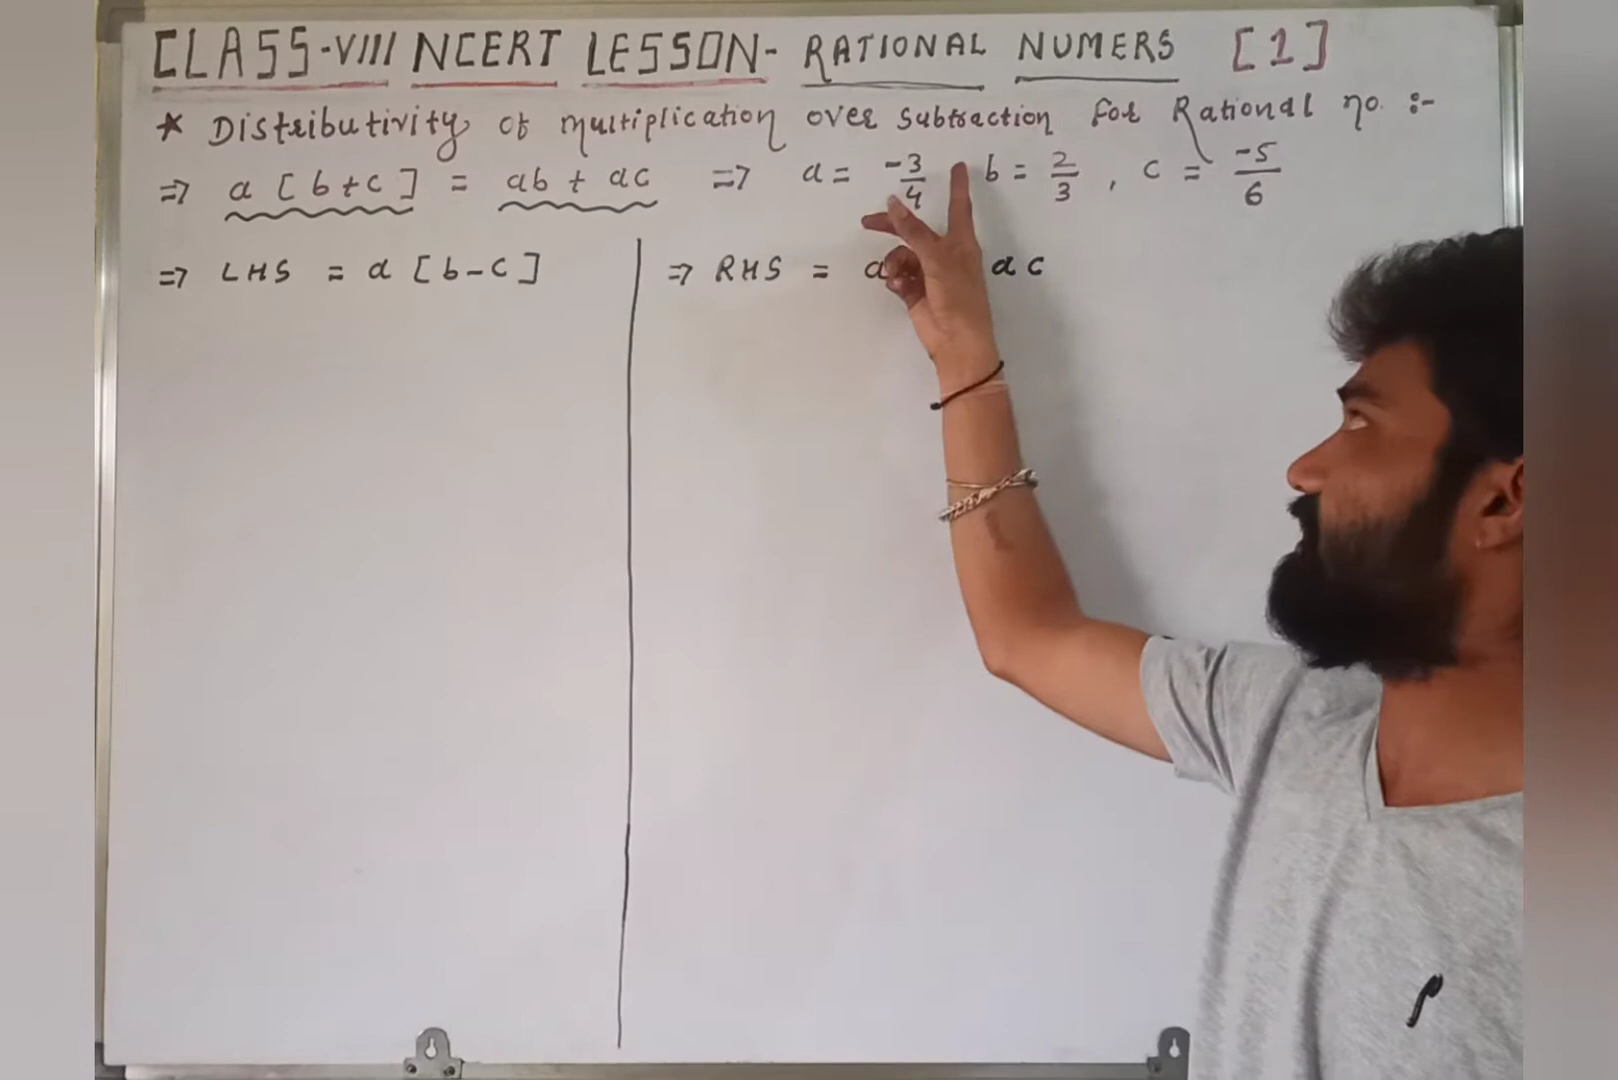 CLASS-VIII NCERT LESSON- RATIONAL NUMERS [1]
* Distributivity of multiplication over subtraction for Rational no. :-
⇒ a [b+c] = ab + ac ⇒ a = -3/4 b = 2/3 , c = -5/6
⇒ LHS = a [b-c]
⇒ RHS = a ac